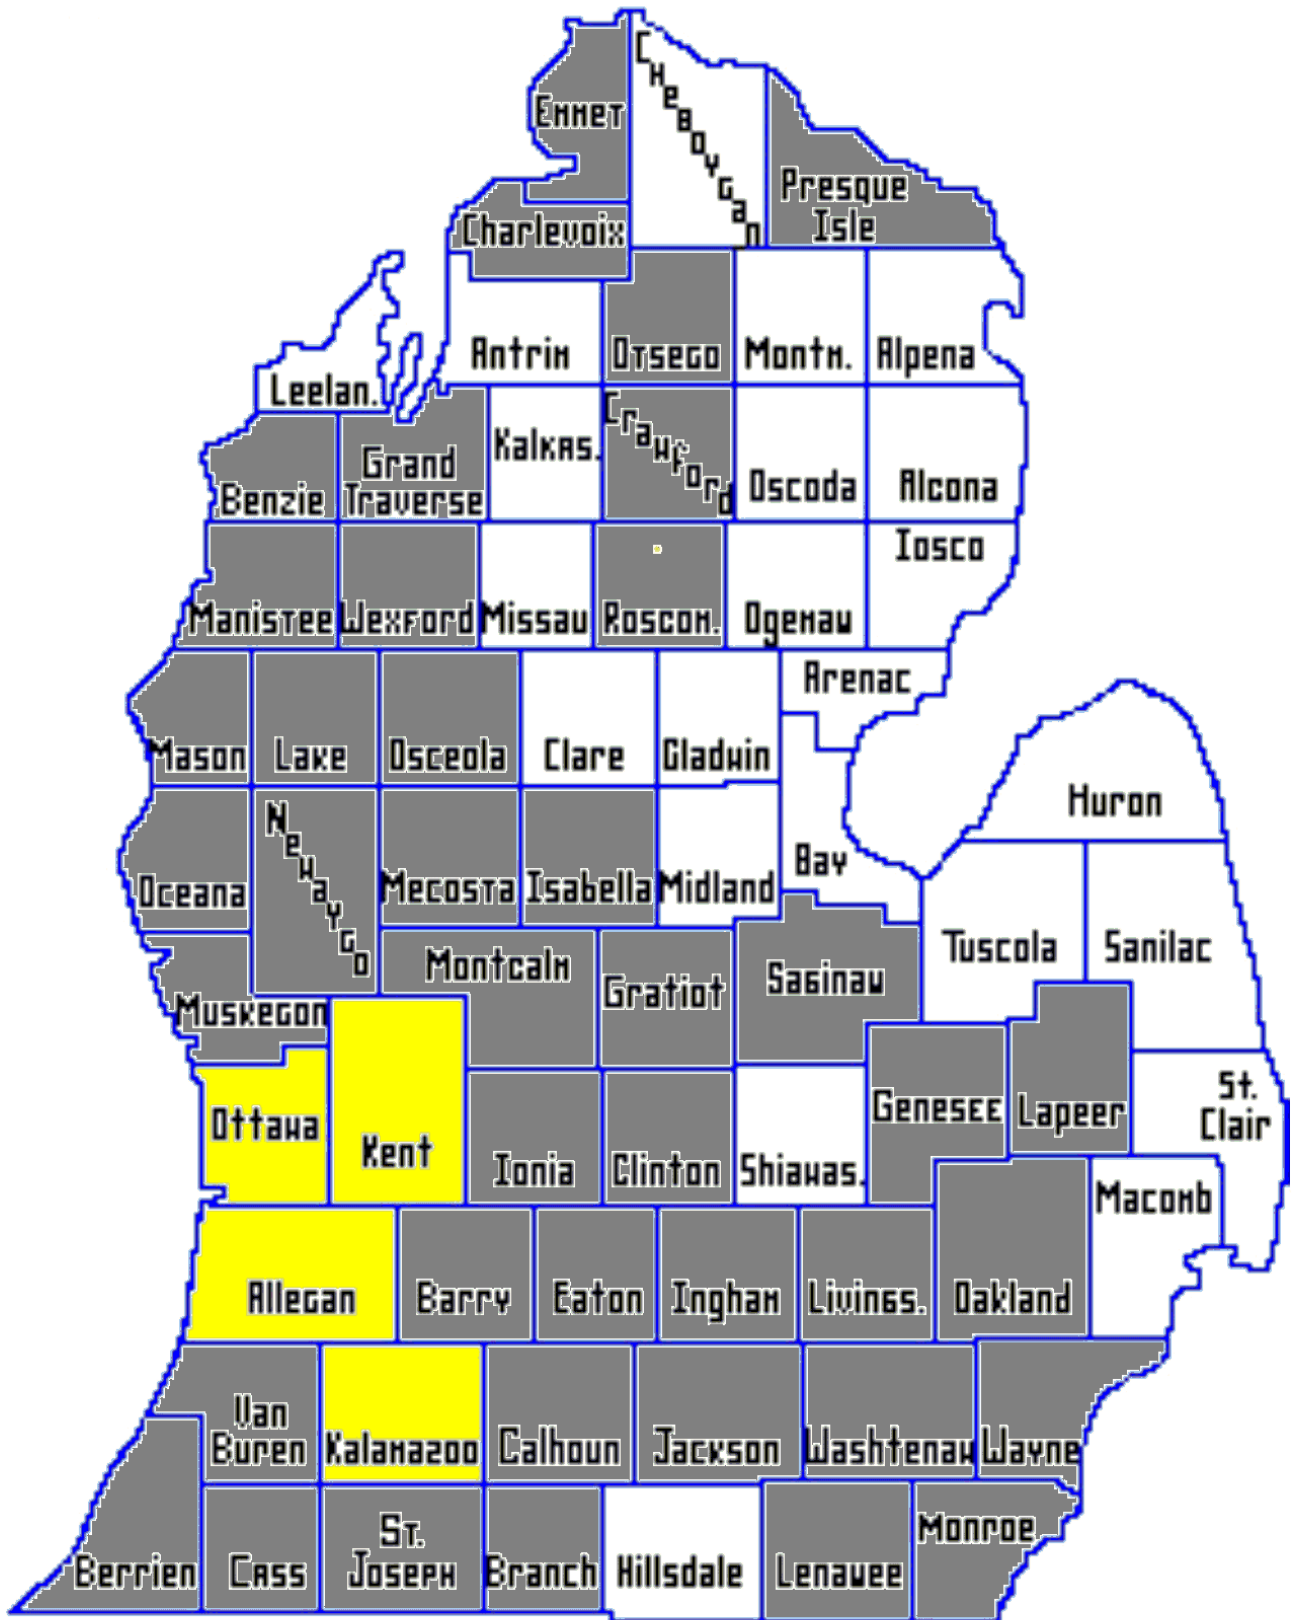 Cheboygan
Emmet
Presque
Isle
Charlevoix
Antrim
Otsego
Montm.
Alpena
Leelan.
Grand
Traverse
Benzie
Kalkas.
Crawford
Oscoda
Alcona
Iosco
Manistee
Wexford
Missau
Roscom.
Ogemaw
Arenac
Mason
Lake
Osceola
Clare
Gladwin
Huron
Oceana
Newaygo
Mecosta
Isabella
Midland
Bay
Tuscola
Sanilac
Muskegon
Montcalm
Gratiot
Saginaw
Ottawa
Kent
Ionia
Clinton
Shiawas.
Genesee
Lapeer
St.
Clair
Macomb
Allegan
Barry
Eaton
Ingham
Livings.
Oakland
Van
Buren
Kalamazoo
Calhoun
Jackson
Washtenaw
Wayne
Berrien
Cass
St.
Joseph
Branch
Hillsdale
Lenawee
Monroe